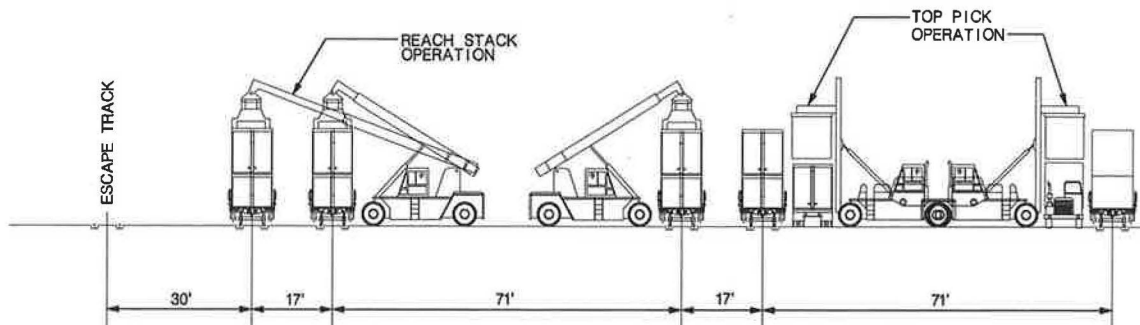 TOP PICK
OPERATION
REACH STACK
OPERATION
ESCAPE TRACK
30'
17'
71'
17'
71'